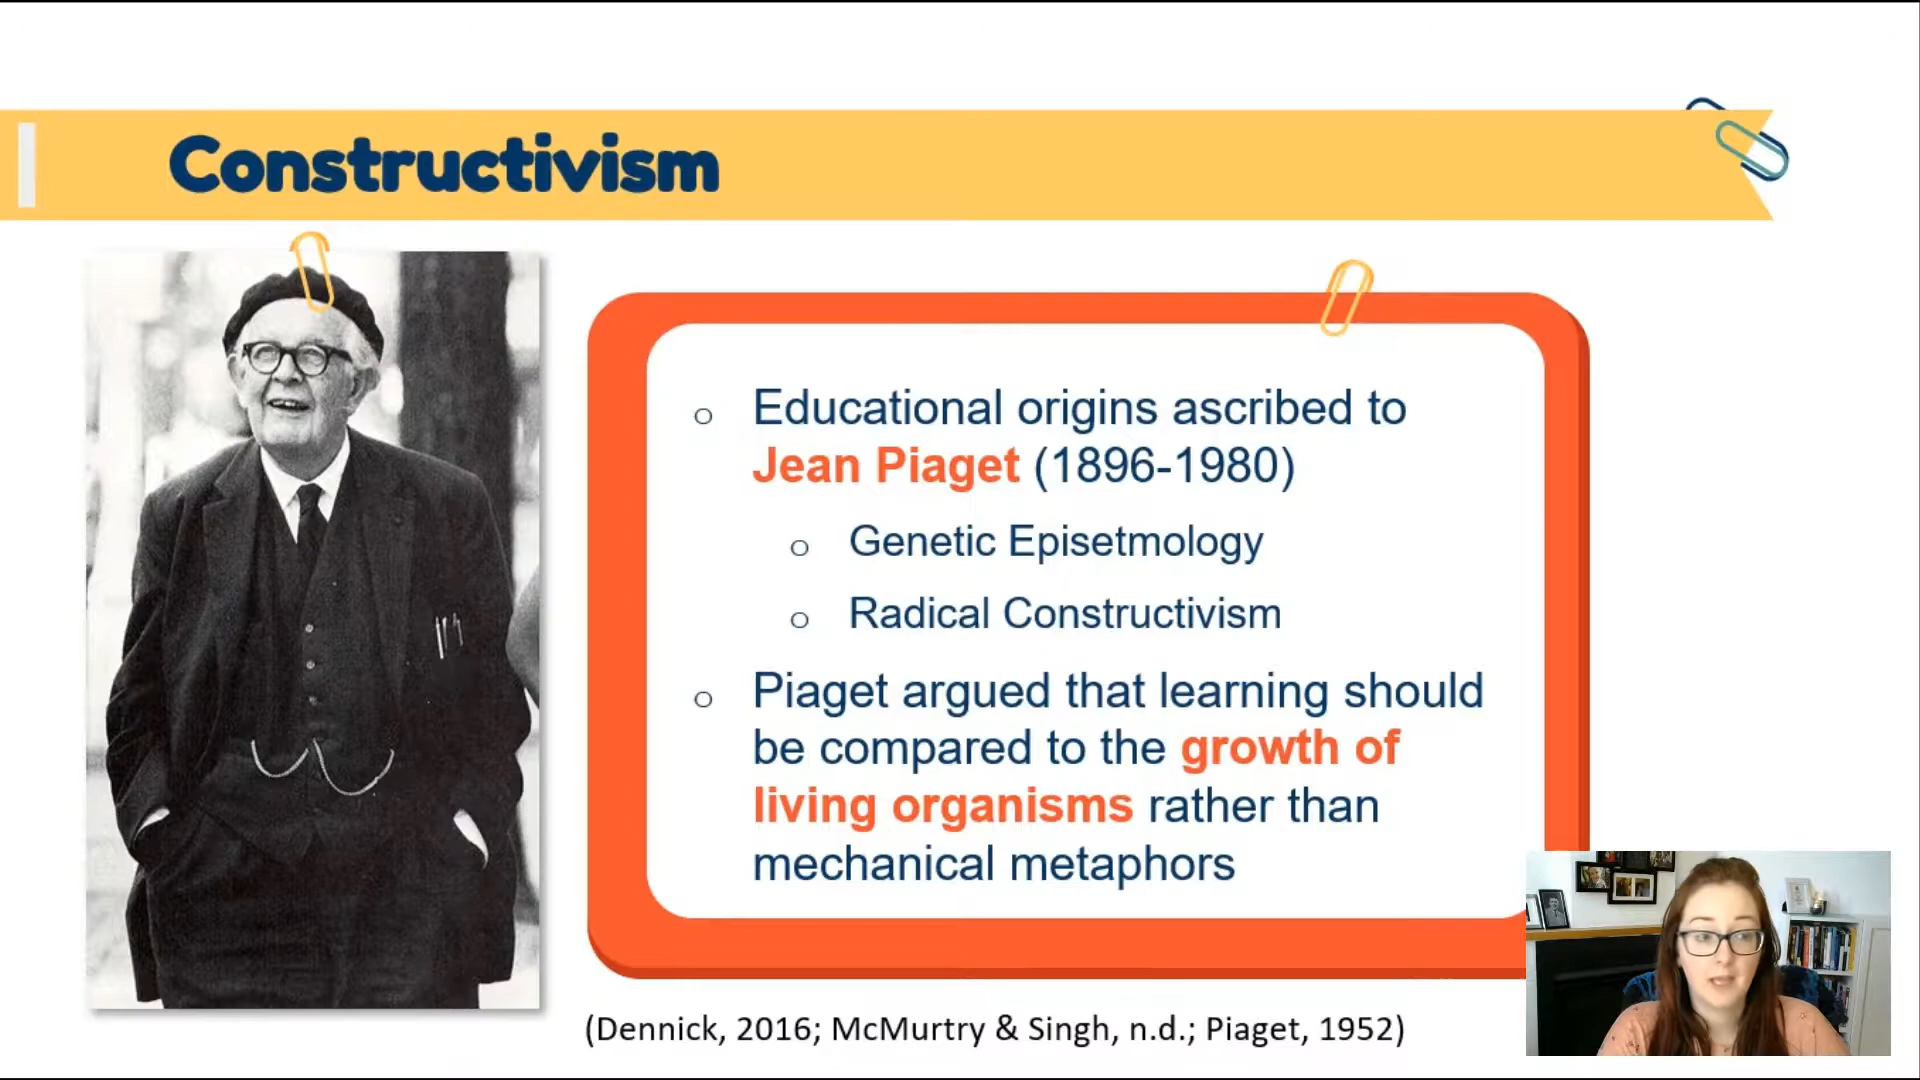 Constructivism
Educational origins ascribed to
Jean Piaget (1896-1980)
Genetic Episetmology
Radical Constructivism
Piaget argued that learning should
be compared to the growth of
living organisms rather than
mechanical metaphors
(Dennick, 2016; McMurtry & Singh, n.d.; Piaget, 1952)